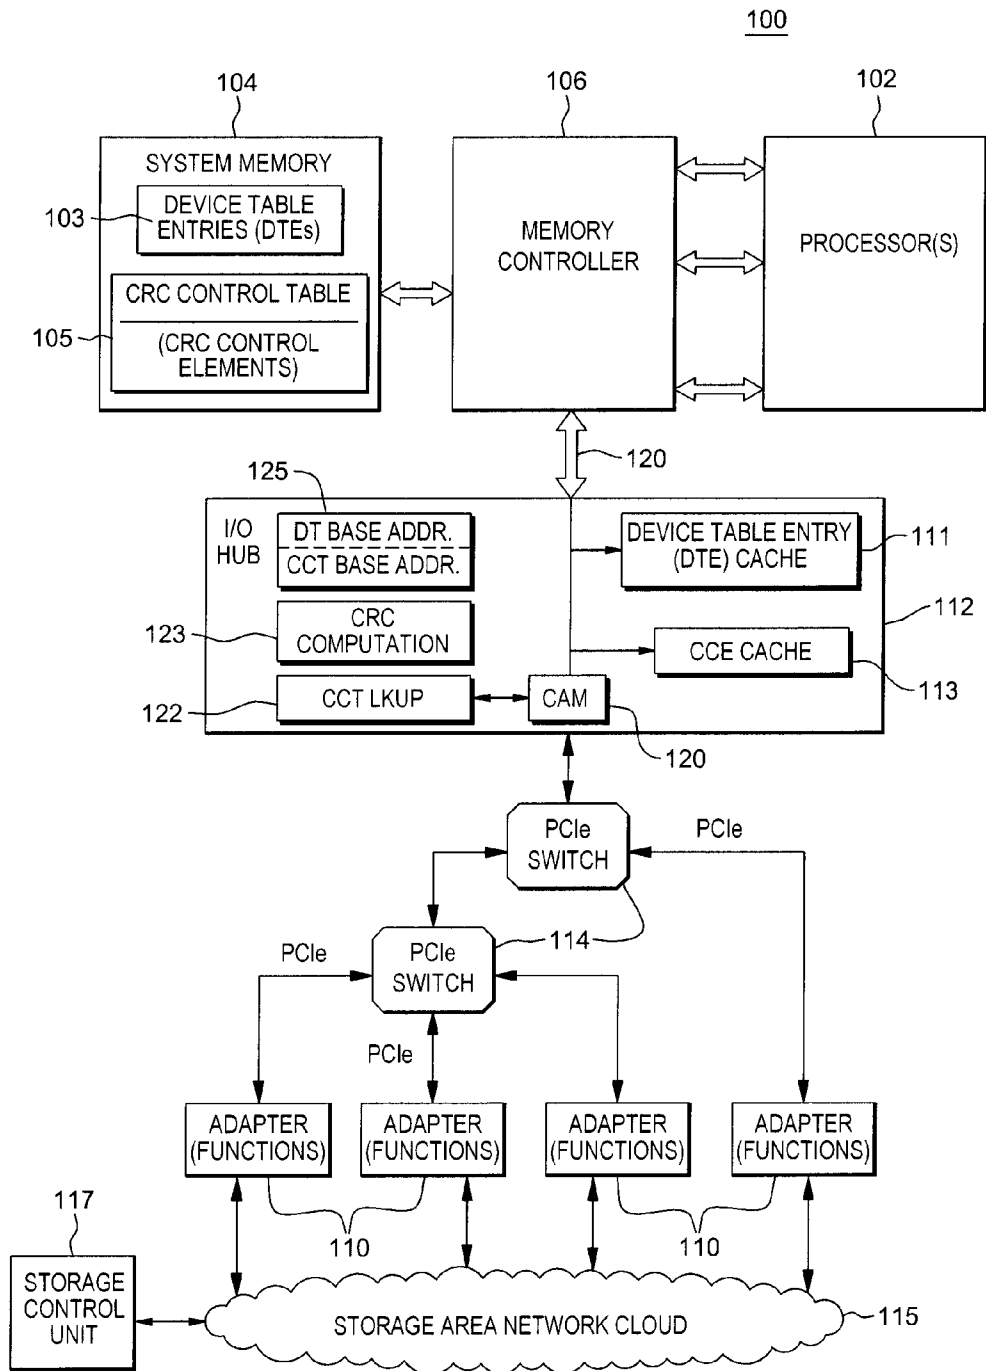 100
104
106
102
SYSTEM MEMORY
103
DEVICE TABLE
ENTRIES (DTEs)
CRC CONTROL TABLE
105
(CRC CONTROL
ELEMENTS)
MEMORY
CONTROLLER
PROCESSOR(S)
120
125
I/O
HUB
DT BASE ADDR.
CCT BASE ADDR.
DEVICE TABLE ENTRY
(DTE) CACHE
111
112
123
CRC
COMPUTATION
CCE CACHE
113
122
CCT LKUP
CAM
120
PCIe
SWITCH
PCIe
114
PCIe
PCIe
SWITCH
PCIe
ADAPTER
(FUNCTIONS)
ADAPTER
(FUNCTIONS)
ADAPTER
(FUNCTIONS)
ADAPTER
(FUNCTIONS)
110
110
117
STORAGE
CONTROL
UNIT
STORAGE AREA NETWORK CLOUD
115